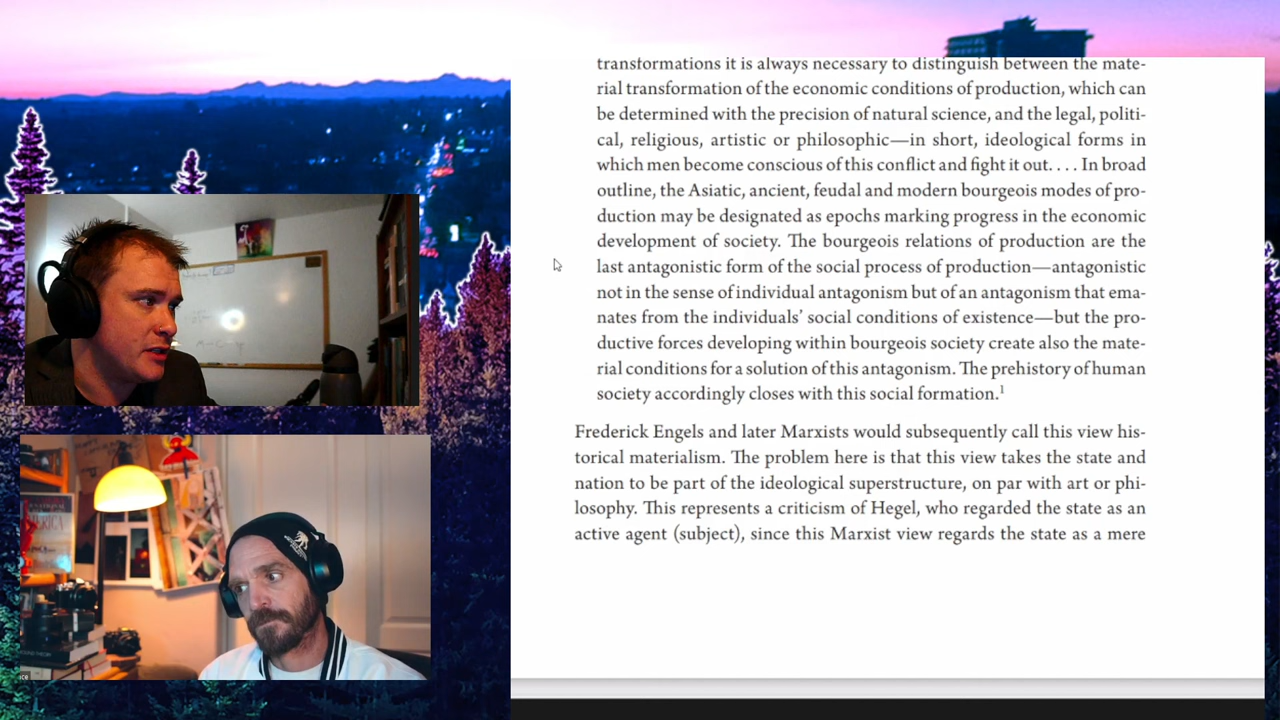 transformations it is always necessary to distinguish between the mate-
rial transformation of the economic conditions of production, which can
be determined with the precision of natural science, and the legal, politi-
cal, religious, artistic or philosophic—in short, ideological forms in
which men become conscious of this conflict and fight it out. . . . In broad
outline, the Asiatic, ancient, feudal and modern bourgeois modes of pro-
duction may be designated as epochs marking progress in the economic
development of society. The bourgeois relations of production are the
last antagonistic form of the social process of production—antagonistic
not in the sense of individual antagonism but of an antagonism that ema-
nates from the individuals’ social conditions of existence—but the pro-
ductive forces developing within bourgeois society create also the mate-
rial conditions for a solution of this antagonism. The prehistory of human
society accordingly closes with this social formation.1
Frederick Engels and later Marxists would subsequently call this view his-
torical materialism. The problem here is that this view takes the state and
nation to be part of the ideological superstructure, on par with art or phi-
losophy. This represents a criticism of Hegel, who regarded the state as an
active agent (subject), since this Marxist view regards the state as a mere